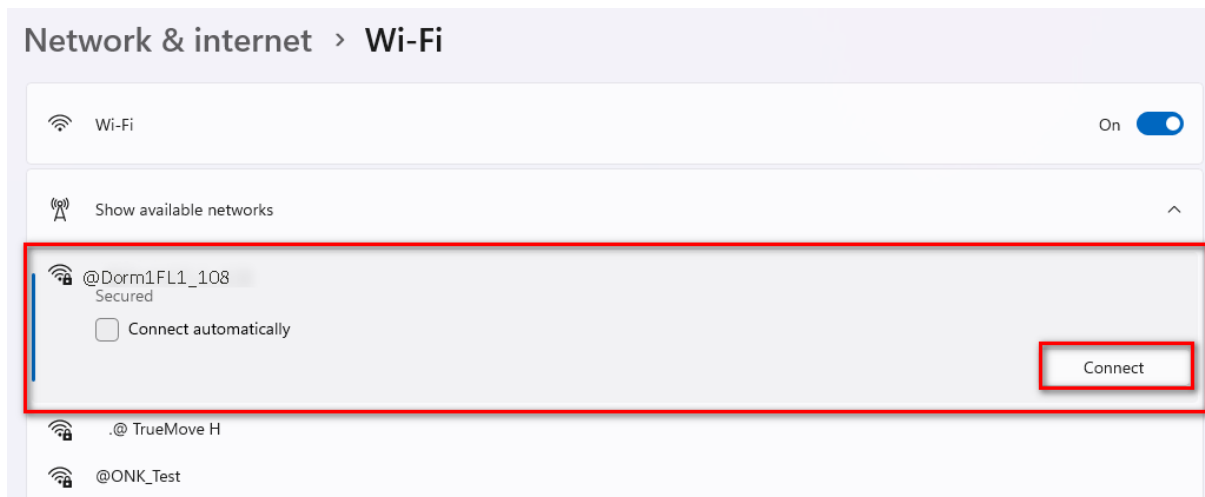 Network & internet > Wi-Fi
Wi-Fi
On
Show available networks
@Dorm1FL1_108
Secured
Connect automatically
Connect
.@ TrueMove H
@ONK_Test